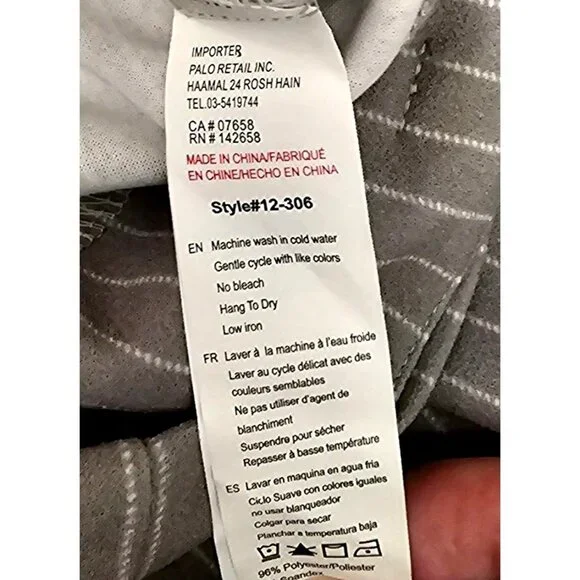 IMPORTER
PALO RETAIL INC.
HAAMAL 24 ROSH HAIN
TEL.03-5419744
CA# 07658
RN# 142658
MADE IN CHINA/FABRIQUÉ
EN CHINE/HECHO EN CHINA
Style#12-306
EN Machine wash in cold water
Gentle cycle with like colors
No bleach
Hang To Dry
Low iron
FR Laver à la machine à l'eau froide
Laver au cycle délicat avec des
couleurs semblables
Ne pas utiliser d'agent de
blanchiment
Suspendre pour sécher
Repasser à basse température
ES Lavar en maquina en agua fria
Ciclo Suave con colores iguales
no usar blanqueador
Colgar para secar
Planchar a temperatura baja
96% Polyester/Poliester
Spandex